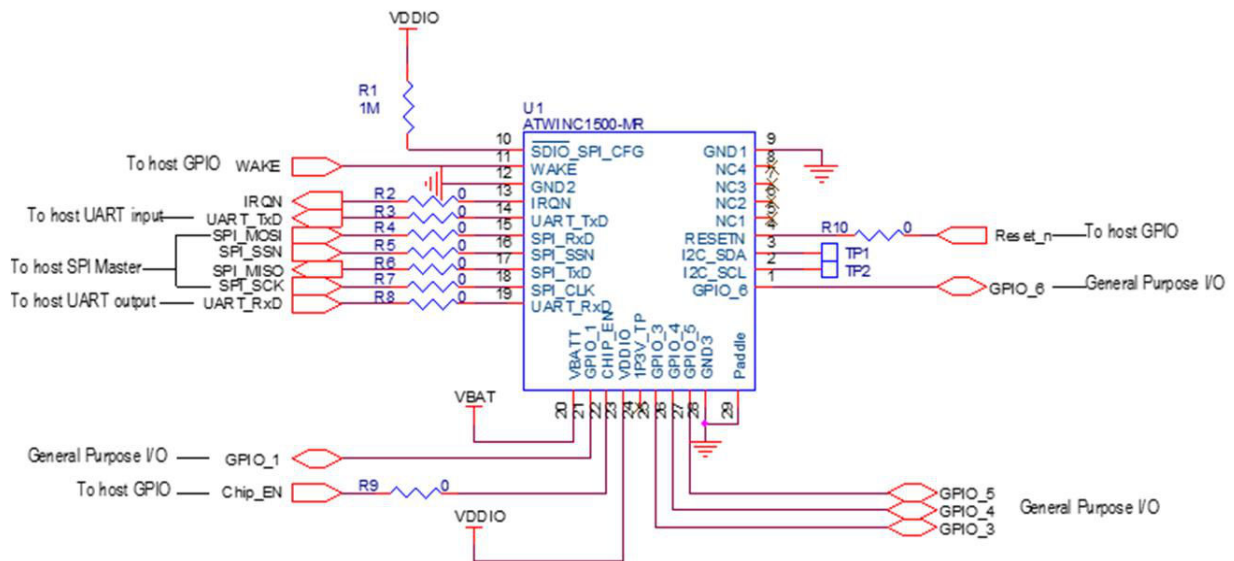 VDDIO
R1
1M
U1
ATWINC1500-MR
10
SDIO_SPI_CFG
GND1
9
To host GPIO
WAKE
11
WAKE
NC4
8
12
GND2
NC3
7
IRQN
R2
0
13
IRQN
NC2
6
To host UART input
UART_TxD
R3
0
14
UART_TxD
NC1
5
SPI_MOSI
R4
0
15
SPI_RxD
RESETN
4
R10
0
Reset_n
To host GPIO
SPI_SSN
R5
0
16
SPI_SSN
I2C_SDA
3
TP1
To host SPI Master
SPI_MISO
R6
0
17
SPI_TxD
I2C_SCL
2
TP2
SPI_SCK
R7
0
18
SPI_CLK
GPIO_6
1
GPIO_6
General Purpose I/O
To host UART output
UART_RxD
R8
0
19
UART_RxD
VBATT
GPIO_1
CHIP_EN
VDDIO
1P3V_TP
GPIO_3
GPIO_4
GPIO_5
GND3
Paddle
20
21
22
23
24
25
26
27
28
29
VBAT
General Purpose I/O
GPIO_1
To host GPIO
Chip_EN
R9
0
VDDIO
GPIO_5
GPIO_4
General Purpose I/O
GPIO_3